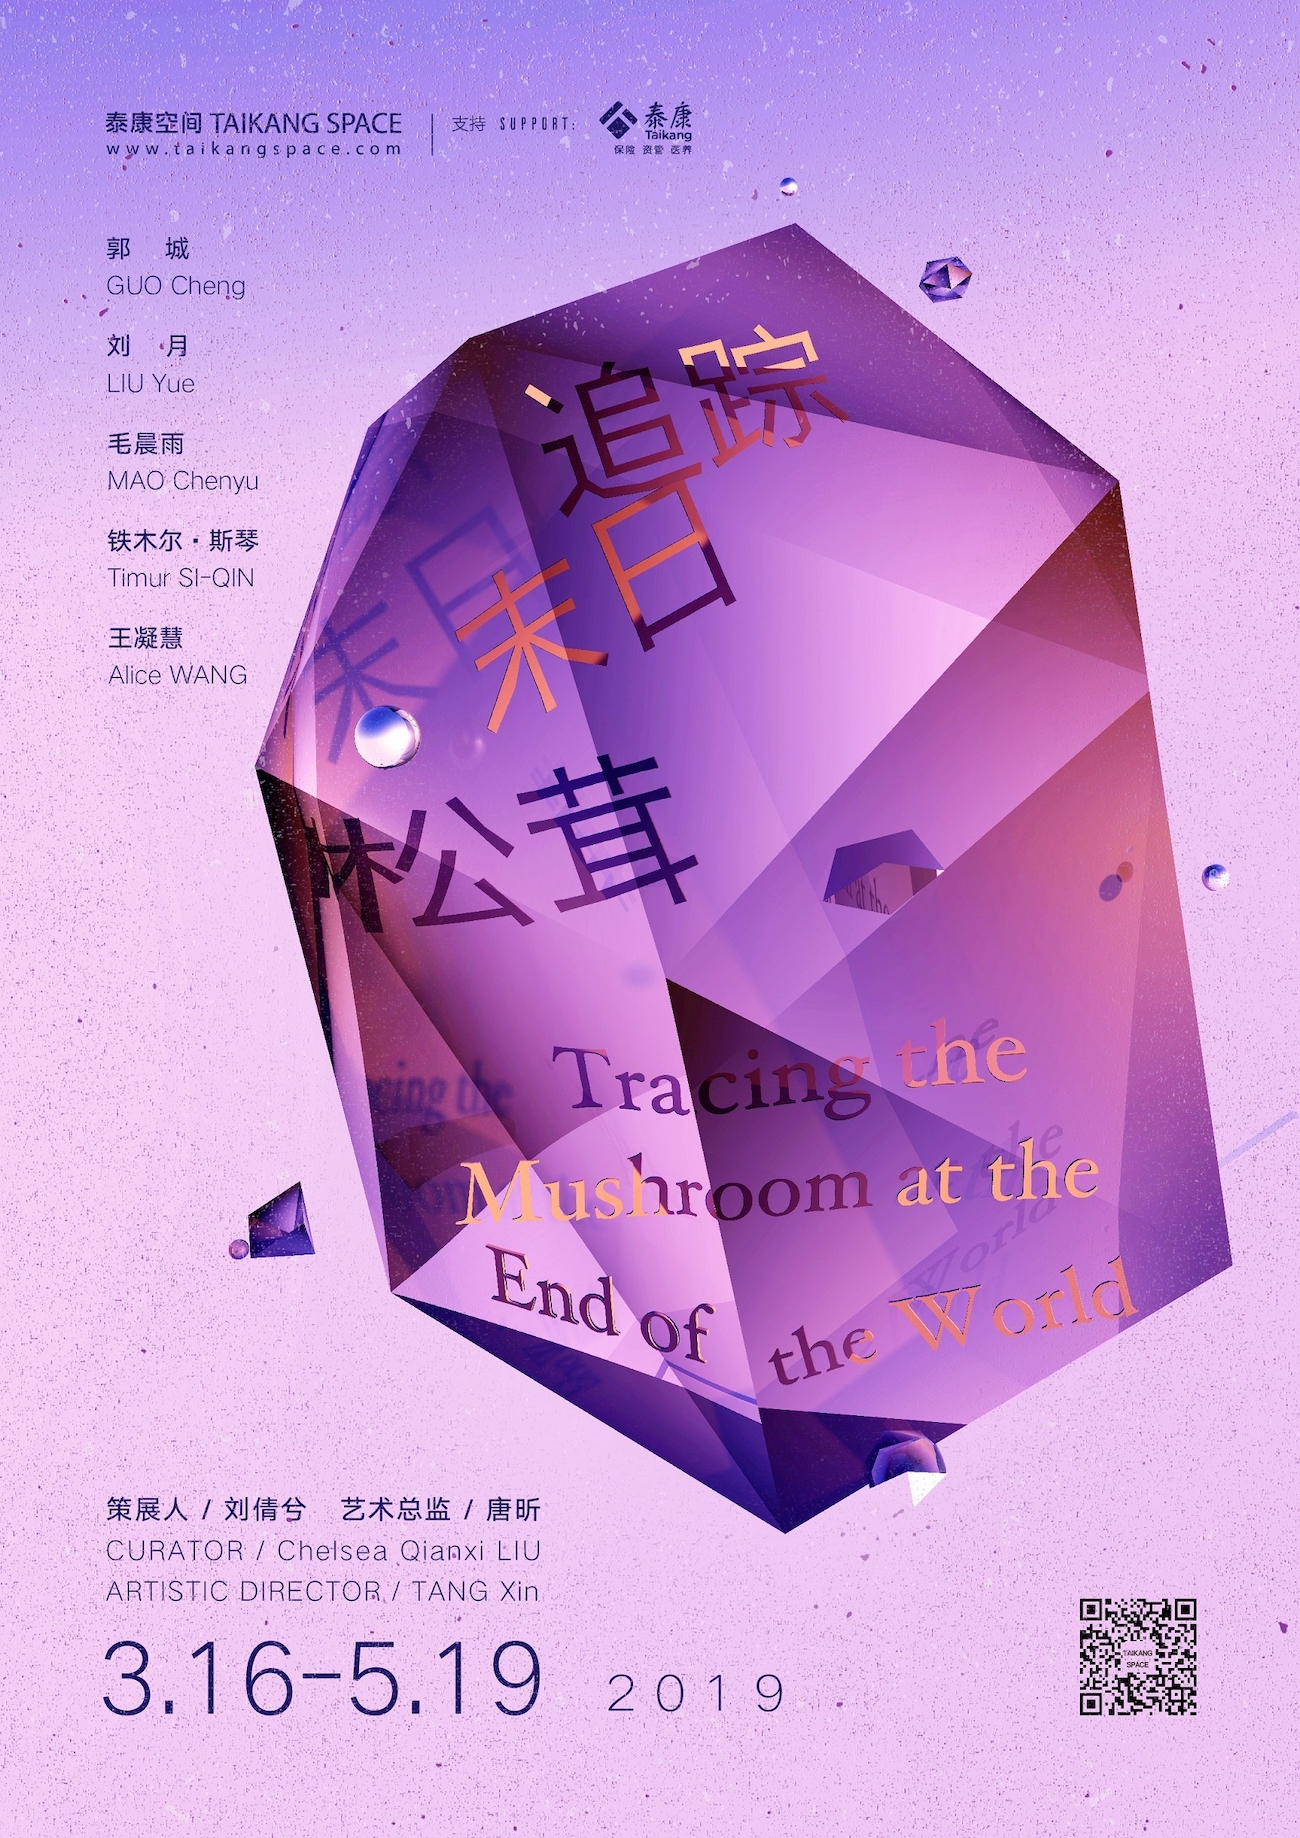 泰康空间 TAIKANG SPACE
www.taikangspace.com
支持 SUPPORT:
泰康
Taikang
保险 资管 医养
郭 城
GUO Cheng
刘 月
LIU Yue
毛晨雨
MAO Chenyu
铁木尔·斯琴
Timur SI-QIN
王凝慧
Alice WANG
追踪
末日
松茸
Tracing the
Mushroom at the
End of the World
策展人 / 刘倩兮 艺术总监 / 唐昕
CURATOR / Chelsea Qianxi LIU
ARTISTIC DIRECTOR / TANG Xin
3.16-5.19 2019
TAIKANG
SPACE